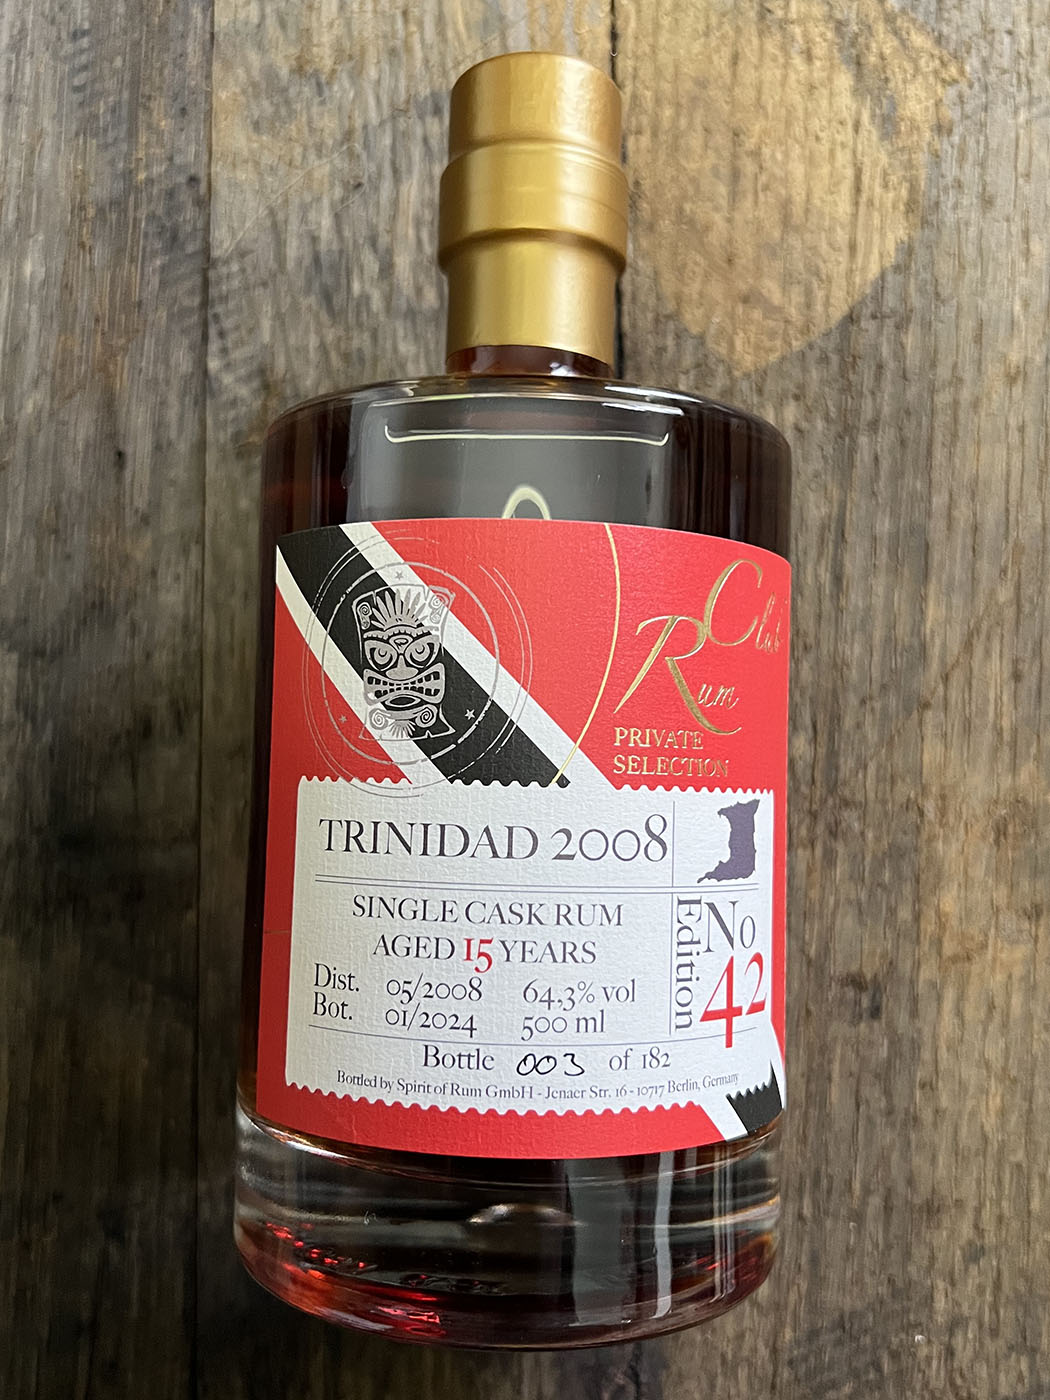 Rum Club
PRIVATE
SELECTION
TRINIDAD 2008
SINGLE CASK RUM
AGED 15 YEARS
Dist. 05/2008 64,3% vol
Bot. 01/2024 500 ml
Edition
No
42
Bottle 003 of 182
Bottled by Spirit of Rum GmbH - Jenaer Str. 16 - 10717 Berlin, Germany